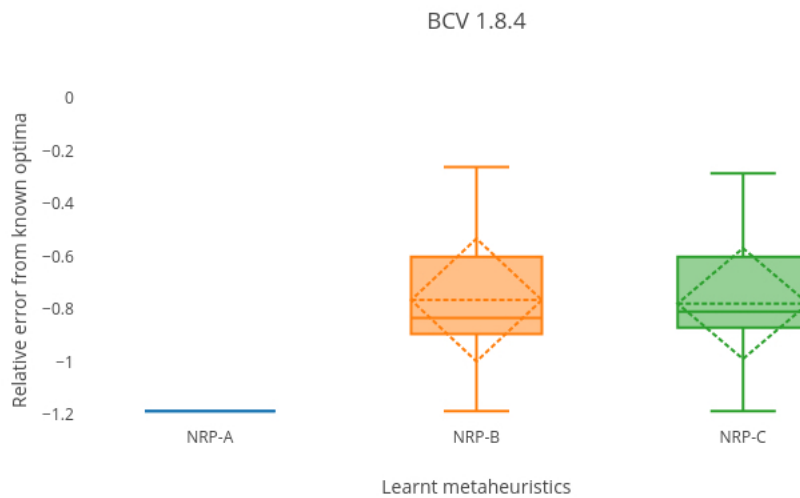 BCV 1.8.4
Relative error from known optima
0
−0.2
−0.4
−0.6
−0.8
−1
−1.2
NRP-A
NRP-B
NRP-C
Learnt metaheuristics